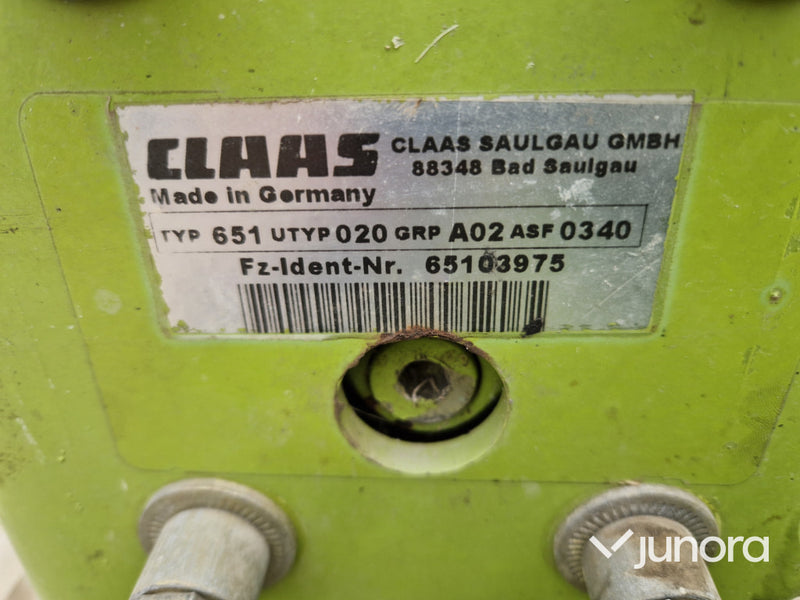 CLAAS CLAAS SAULGAU GMBH
88348 Bad Saulgau
Made in Germany
TYP 651 UTYP 020 GRP A02 ASF 0340
Fz-Ident-Nr. 65103975
junora